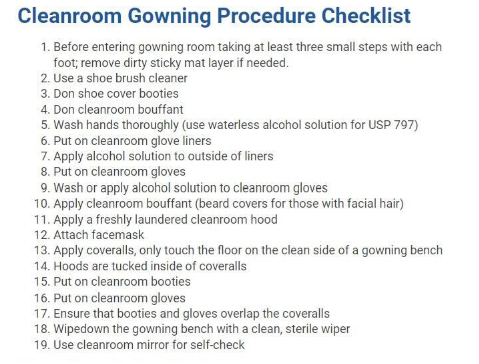 Cleanroom Gowning Procedure Checklist
1. Before entering gowning room taking at least three small steps with each
foot; remove dirty sticky mat layer if needed.
2. Use a shoe brush cleaner
3. Don shoe cover booties
4. Don cleanroom bouffant
5. Wash hands thoroughly (use waterless alcohol solution for USP 797)
6. Put on cleanroom glove liners
7. Apply alcohol solution to outside of liners
8. Put on cleanroom gloves
9. Wash or apply alcohol solution to cleanroom gloves
10. Apply cleanroom bouffant (beard covers for those with facial hair)
11. Apply a freshly laundered cleanroom hood
12. Attach facemask
13. Apply coveralls, only touch the floor on the clean side of a gowning bench
14. Hoods are tucked inside of coveralls
15. Put on cleanroom booties
16. Put on cleanroom gloves
17. Ensure that booties and gloves overlap the coveralls
18. Wipedown the gowning bench with a clean, sterile wiper
19. Use cleanroom mirror for self-check